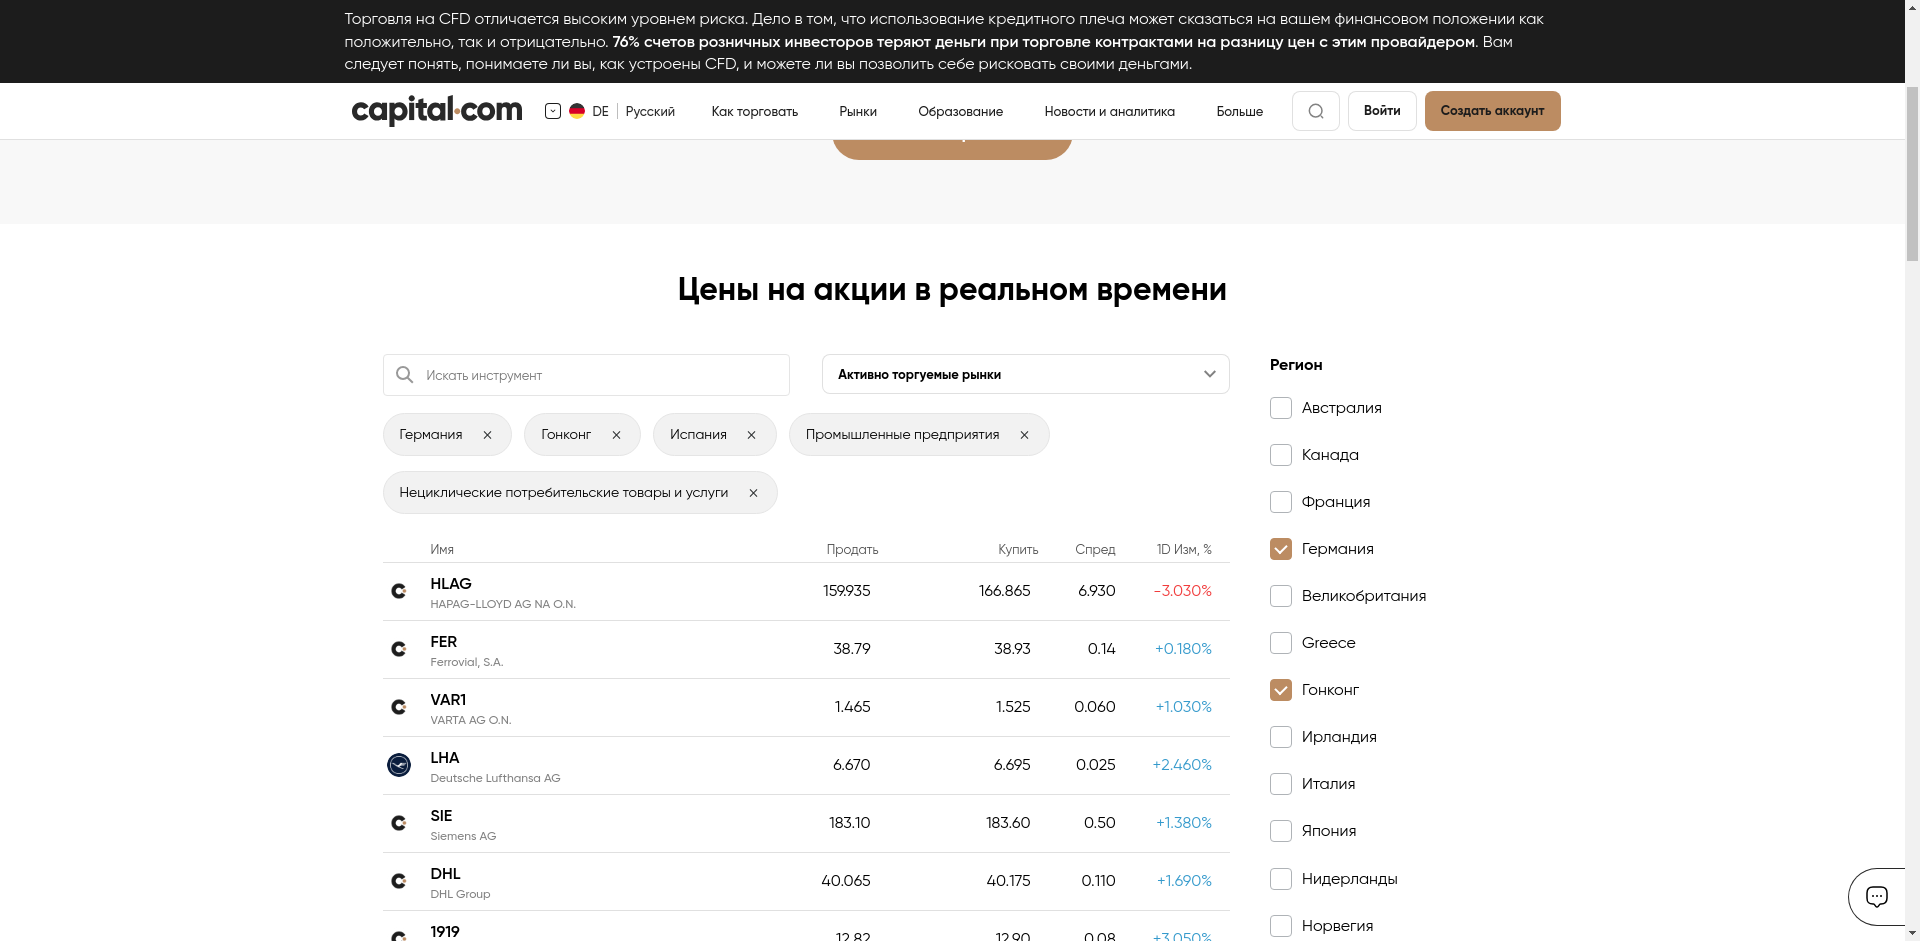 Торговля на CFD отличается высоким уровнем риска. Дело в том, что использование кредитного плеча может сказаться на вашем финансовом положении как
положительно, так и отрицательно. 76% счетов розничных инвесторов теряют деньги при торговле контрактами на разницу цен с этим провайдером. Вам
следует понять, понимаете ли вы, как устроены CFD, и можете ли вы позволить себе рисковать своими деньгами.
capital.com DE Русский Как торговать Рынки Образование Новости и аналитика Больше Войти Создать аккаунт
Цены на акции в реальном времени
Искать инструмент Активно торгуемые рынки
Германия Гонконг Испания Промышленные предприятия
Нециклические потребительские товары и услуги
Имя Продать Купить Спред 1D Изм, %
HLAG 159.935 166.865 6.930 -3.030%
HAPAG-LLOYD AG NA O.N.
FER 38.79 38.93 0.14 +0.180%
Ferrovial, S.A.
VAR1 1.465 1.525 0.060 +1.030%
VARTA AG O.N.
LHA 6.670 6.695 0.025 +2.460%
Deutsche Lufthansa AG
SIE 183.10 183.60 0.50 +1.380%
Siemens AG
DHL 40.065 40.175 0.110 +1.690%
DHL Group
1919 12.82 12.90 0.08 +3.050%
Регион
Австралия
Канада
Франция
Германия
Великобритания
Greece
Гонконг
Ирландия
Италия
Япония
Нидерланды
Норвегия